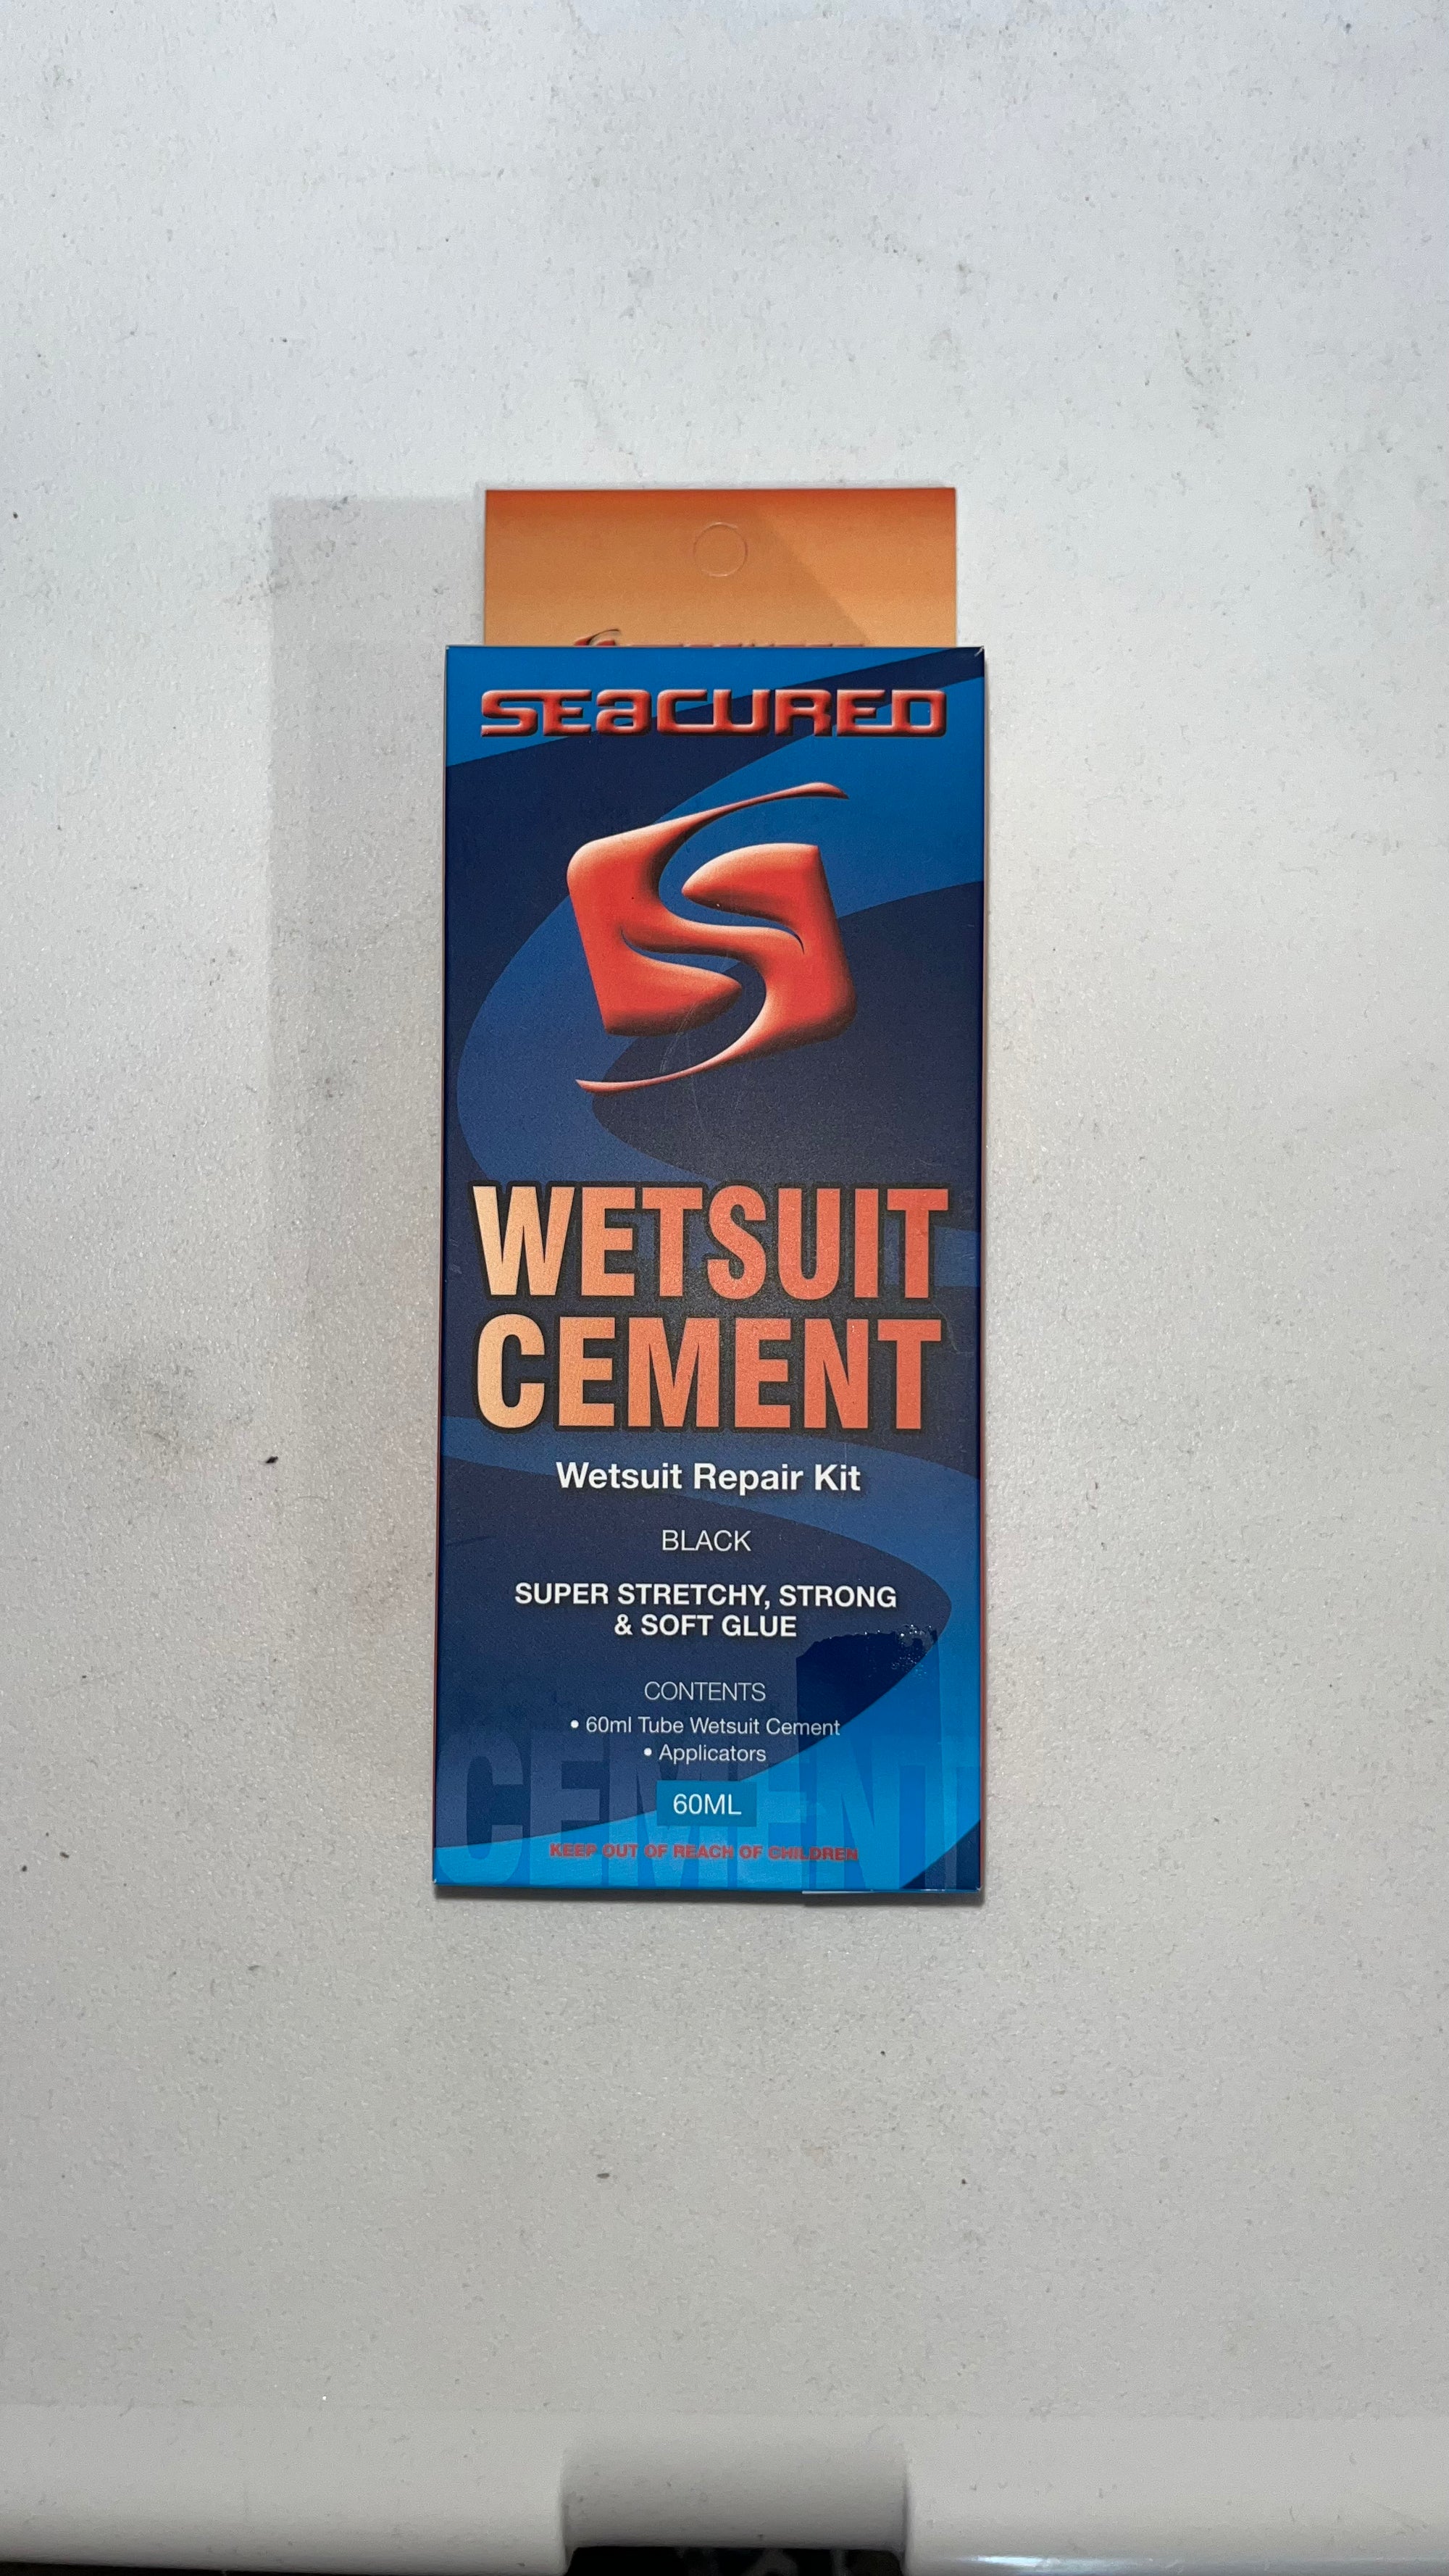 SEACURED
WETSUIT
CEMENT
Wetsuit Repair Kit
BLACK
SUPER STRETCHY, STRONG
& SOFT GLUE
CONTENTS
• 60ml Tube Wetsuit Cement
• Applicators
CEMENT
60ML
KEEP OUT OF REACH OF CHILDREN